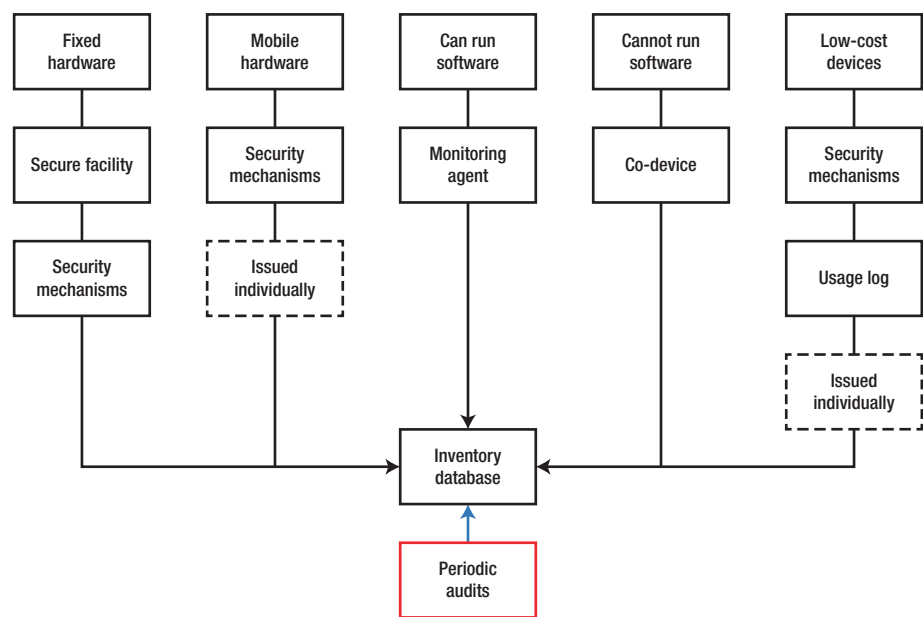 Fixed
hardware
Mobile
hardware
Can run
software
Cannot run
software
Low-cost
devices
Secure facility
Security
mechanisms
Monitoring
agent
Co-device
Security
mechanisms
Security
mechanisms
Issued
individually
Usage log
Issued
individually
Inventory
database
Periodic
audits